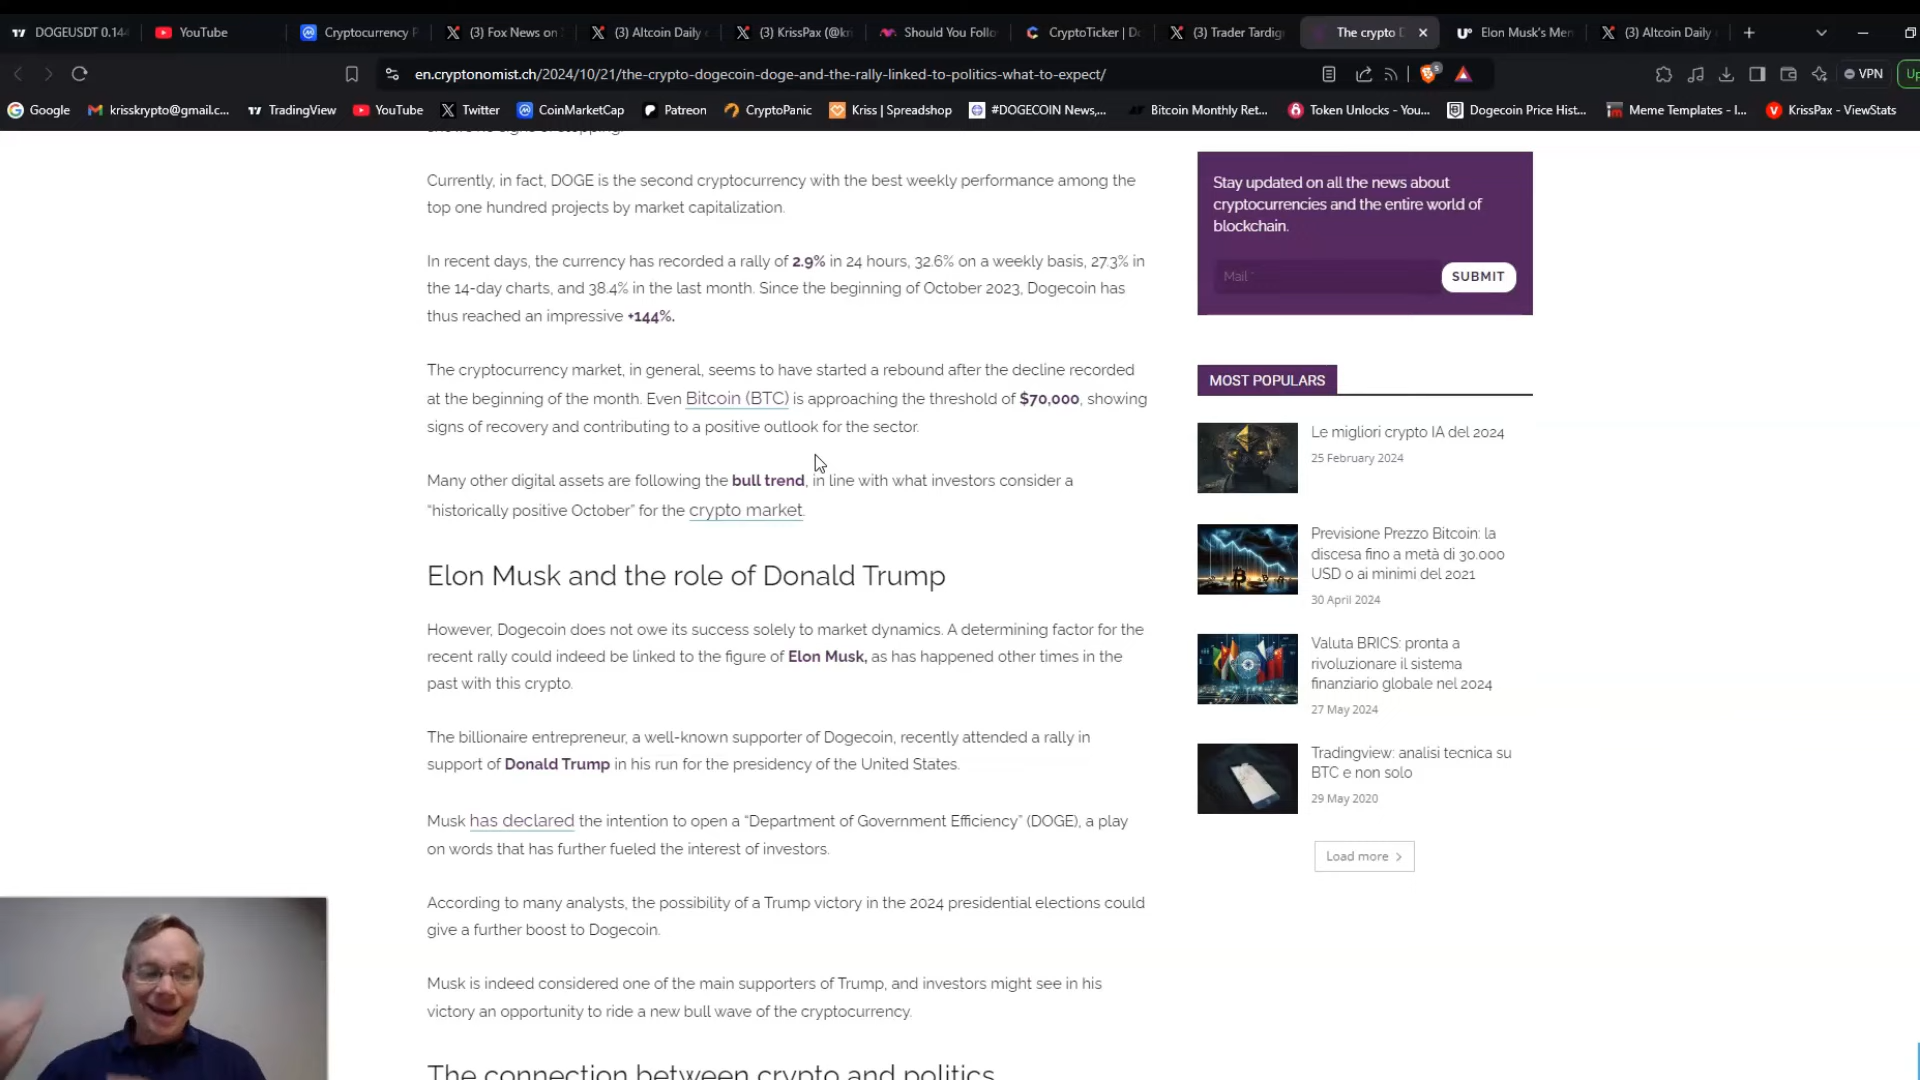 DOGEUSDT 0.144
YouTube
Cryptocurrency P
(3) Fox News on
(3) Altcoin Daily
(3) KrissPax (@kri
Should You Follo
CryptoTicker | Do
(3) Trader Tardig
The crypto D
Elon Musk's Mem
(3) Altcoin Daily
en.cryptonomist.ch/2024/10/21/the-crypto-dogecoin-doge-and-the-rally-linked-to-politics-what-to-expect/
VPN
Up
Google
krisskrypto@gmail.c...
TradingView
YouTube
Twitter
CoinMarketCap
Patreon
CryptoPanic
Kriss | Spreadshop
#DOGECOIN News,...
Bitcoin Monthly Ret...
Token Unlocks - You...
Dogecoin Price Hist...
Meme Templates - I...
KrissPax - ViewStats
Currently, in fact, DOGE is the second cryptocurrency with the best weekly performance among the
top one hundred projects by market capitalization.
In recent days, the currency has recorded a rally of 2.9% in 24 hours, 32.6% on a weekly basis, 27.3% in
the 14-day charts, and 38.4% in the last month. Since the beginning of October 2023, Dogecoin has
thus reached an impressive +144%.
The cryptocurrency market, in general, seems to have started a rebound after the decline recorded
at the beginning of the month. Even Bitcoin (BTC) is approaching the threshold of $70,000, showing
signs of recovery and contributing to a positive outlook for the sector.
Many other digital assets are following the bull trend, in line with what investors consider a
“historically positive October” for the crypto market.
Elon Musk and the role of Donald Trump
However, Dogecoin does not owe its success solely to market dynamics. A determining factor for the
recent rally could indeed be linked to the figure of Elon Musk, as has happened other times in the
past with this crypto.
The billionaire entrepreneur, a well-known supporter of Dogecoin, recently attended a rally in
support of Donald Trump in his run for the presidency of the United States.
Musk has declared the intention to open a “Department of Government Efficiency” (DOGE), a play
on words that has further fueled the interest of investors.
According to many analysts, the possibility of a Trump victory in the 2024 presidential elections could
give a further boost to Dogecoin.
Musk is indeed considered one of the main supporters of Trump, and investors might see in his
victory an opportunity to ride a new bull wave of the cryptocurrency.
The connection between crypto and politics
Stay updated on all the news about
cryptocurrencies and the entire world of
blockchain.
Mail *
SUBMIT
MOST POPULARS
Le migliori crypto IA del 2024
25 February 2024
Previsione Prezzo Bitcoin: la
discesa fino a metà di 30.000
USD o ai minimi del 2021
30 April 2024
Valuta BRICS: pronta a
rivoluzionare il sistema
finanziario globale nel 2024
27 May 2024
Tradingview: analisi tecnica su
BTC e non solo
29 May 2020
Load more